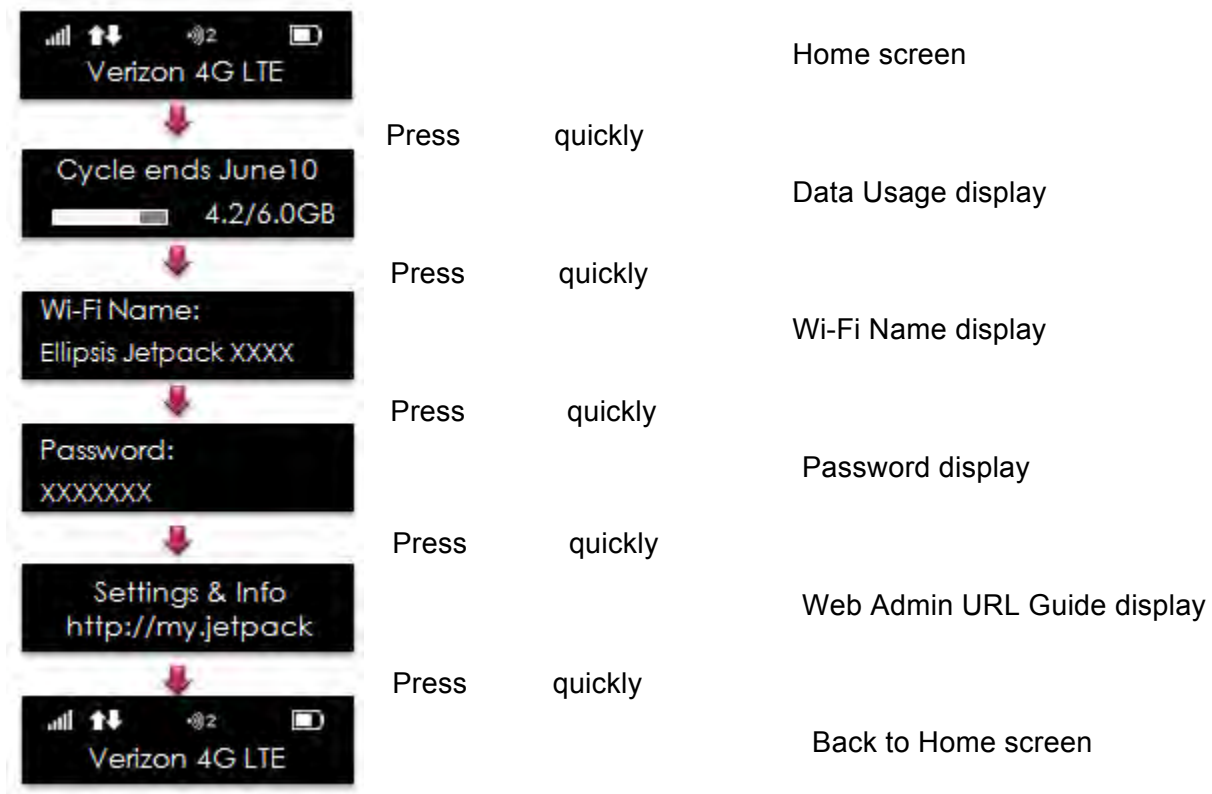 2
Verizon 4G LTE
Home screen
Press quickly
Cycle ends June10
4.2/6.0GB
Data Usage display
Press quickly
Wi-Fi Name:
Ellipsis Jetpack XXXX
Wi-Fi Name display
Press quickly
Password:
XXXXXXX
Password display
Press quickly
Settings & Info
http://my.jetpack
Web Admin URL Guide display
Press quickly
2
Verizon 4G LTE
Back to Home screen